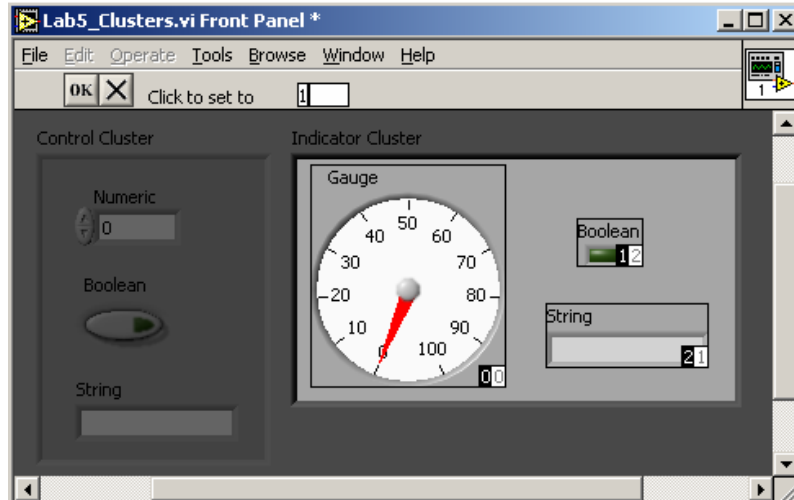 Lab5_Clusters.vi Front Panel *
File Edit Operate Tools Browse Window Help
OK Click to set to 1
1
Control Cluster
Numeric
0
Boolean
String
Indicator Cluster
Gauge
0 10 20 30 40 50 60 70 80 90 100
0 0
Boolean
1 2
String
2 1